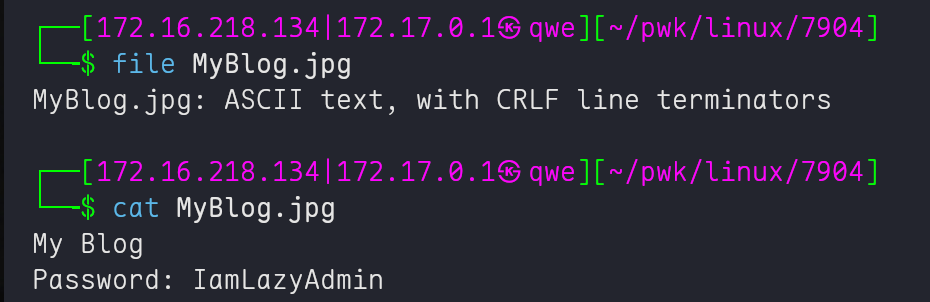 ┌──[172.16.218.134|172.17.0.1㉿qwe][~/pwk/linux/7904]
└─$ file MyBlog.jpg
MyBlog.jpg: ASCII text, with CRLF line terminators
┌──[172.16.218.134|172.17.0.1㉿qwe][~/pwk/linux/7904]
└─$ cat MyBlog.jpg
My Blog
Password: IamLazyAdmin